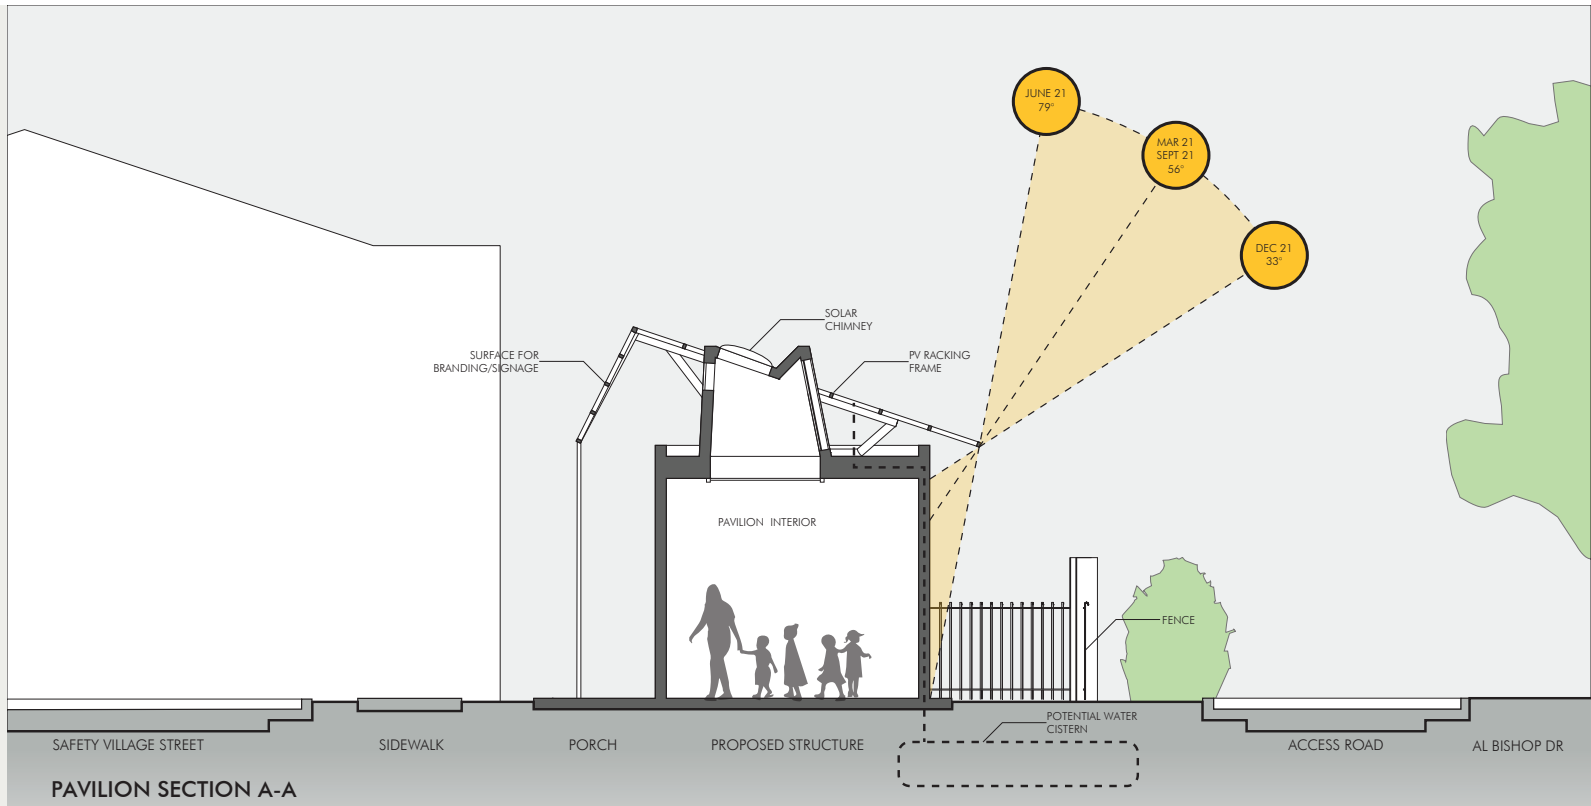 JUNE 21
79°
MAR 21
SEPT 21
56°
DEC 21
33°
SOLAR
CHIMNEY
SURFACE FOR
BRANDING/SIGNAGE
PV RACKING
FRAME
PAVILION INTERIOR
FENCE
POTENTIAL WATER
CISTERN
SAFETY VILLAGE STREET
SIDEWALK
PORCH
PROPOSED STRUCTURE
ACCESS ROAD
AL BISHOP DR
PAVILION SECTION A-A